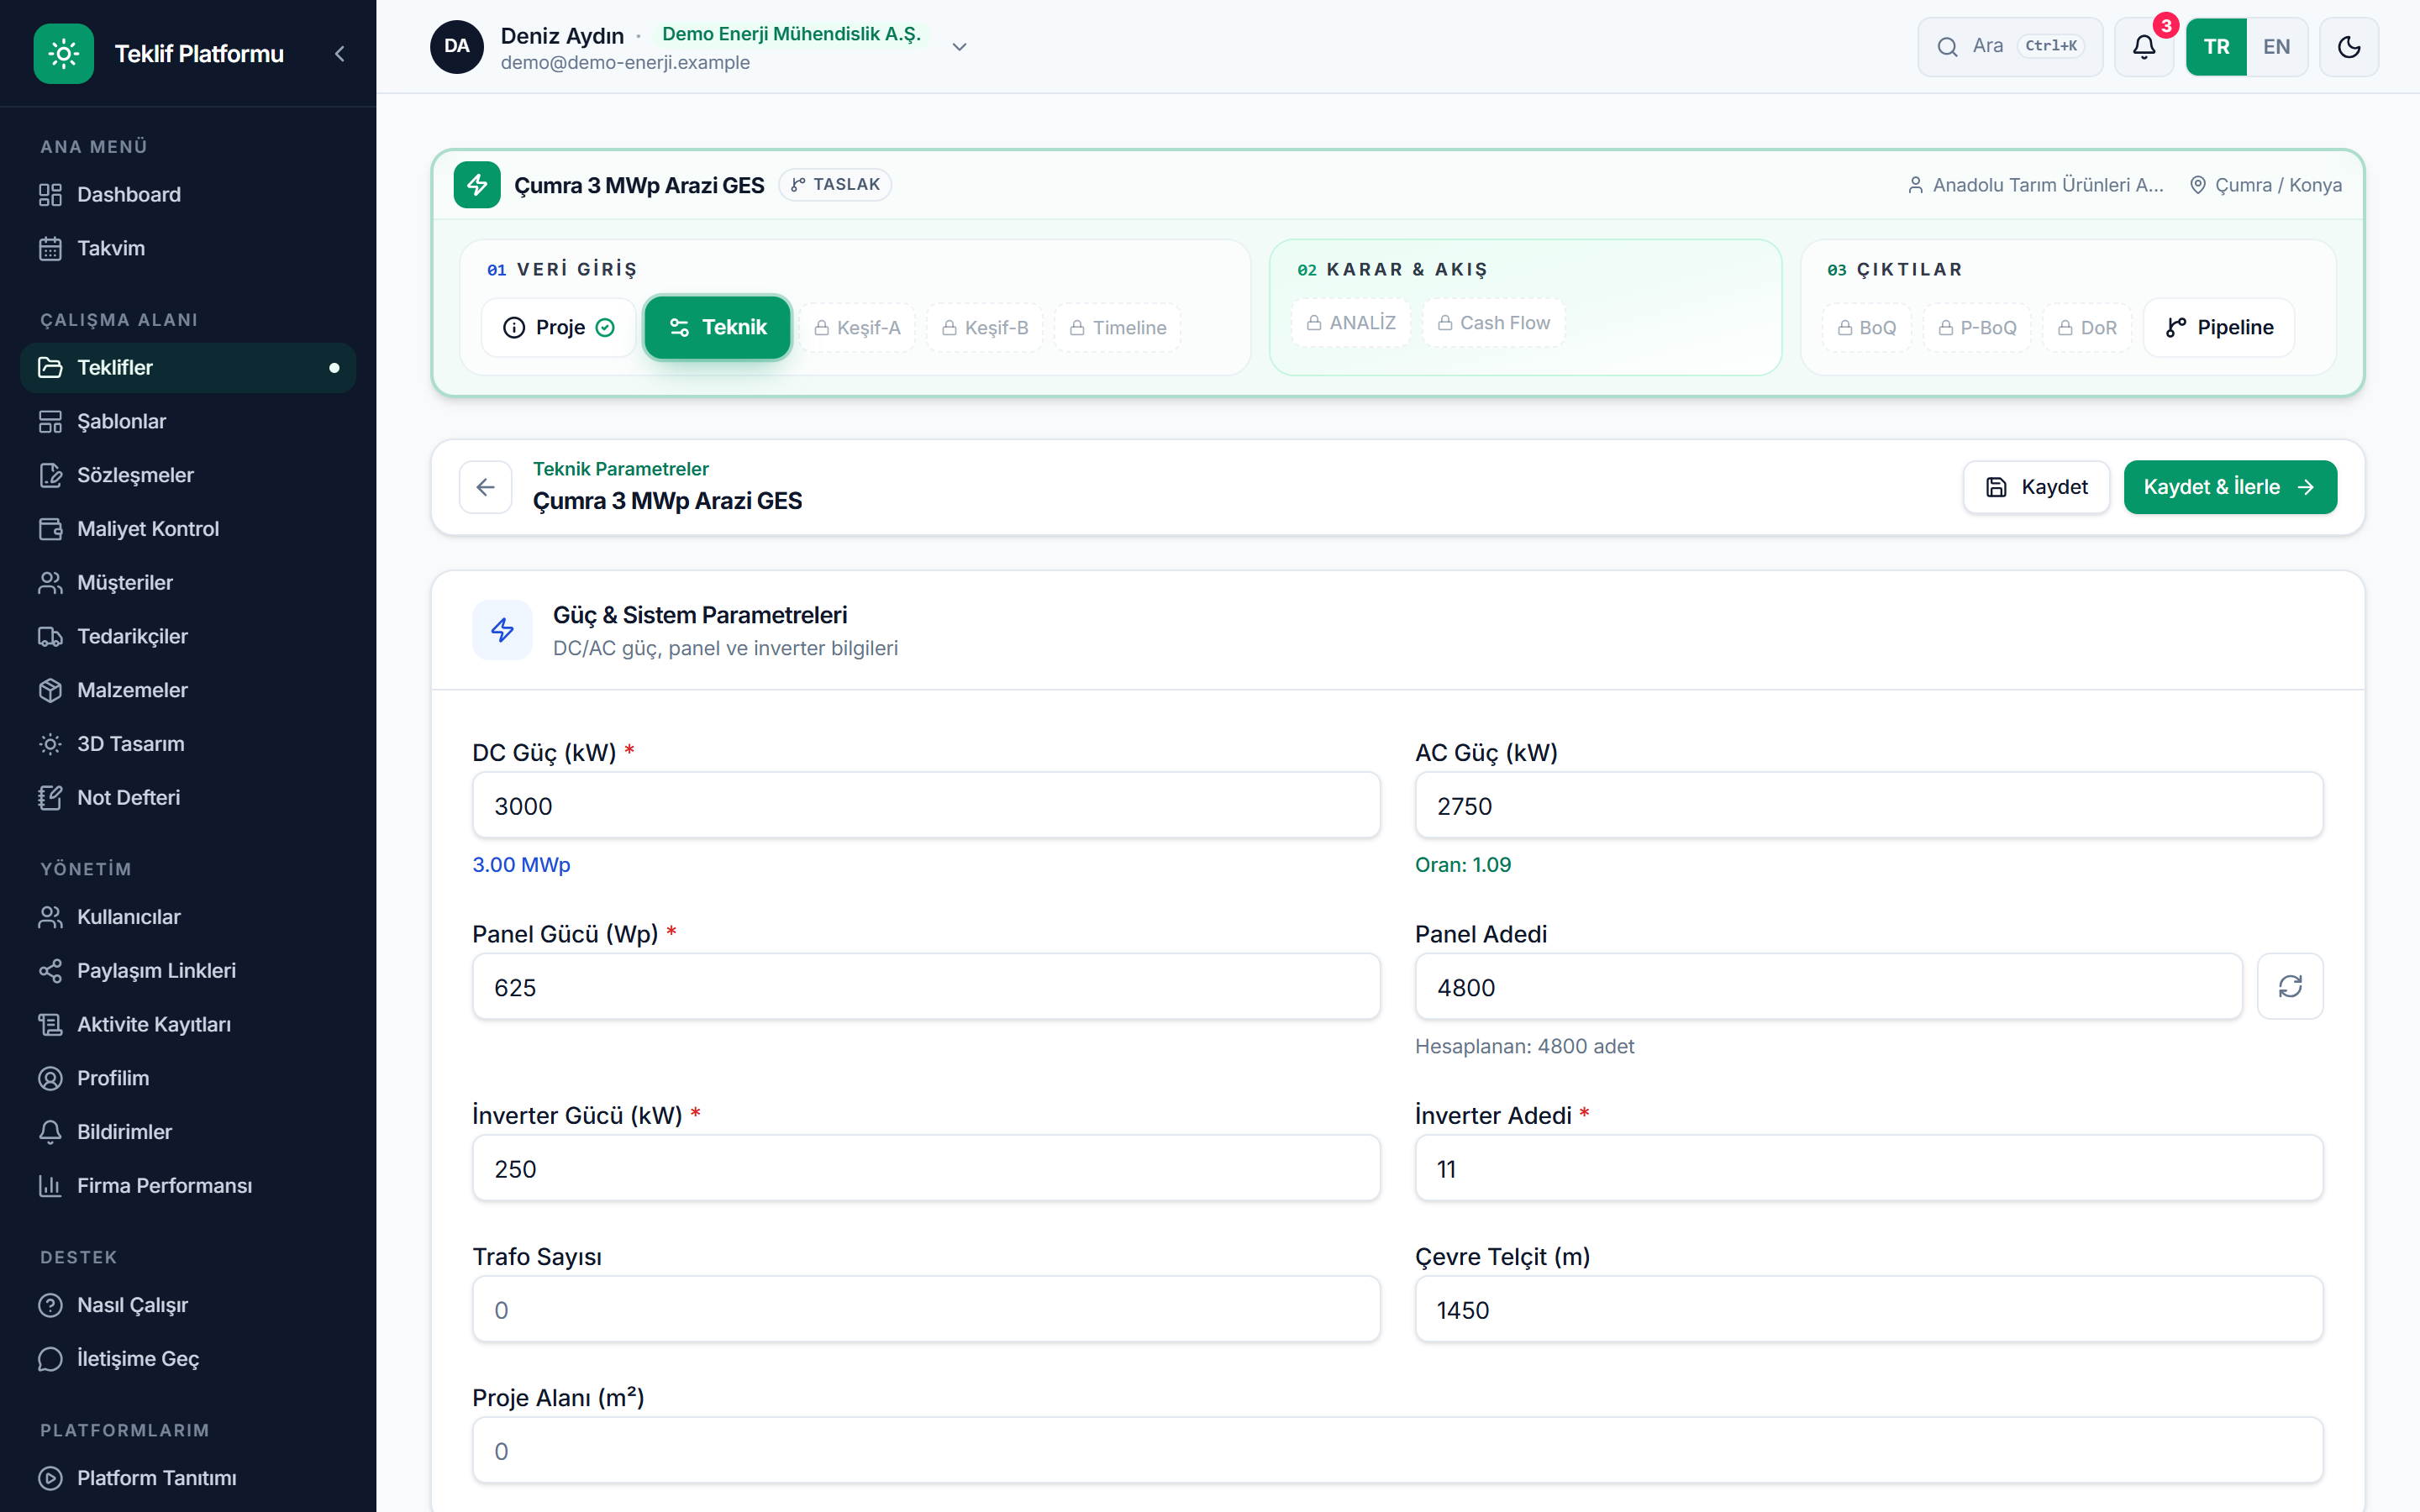 Teklif Platformu
ANA MENÜ
Dashboard
Takvim
ÇALIŞMA ALANI
Teklifler
Şablonlar
Sözleşmeler
Maliyet Kontrol
Müşteriler
Tedarikçiler
Malzemeler
3D Tasarım
Not Defteri
YÖNETİM
Kullanıcılar
Paylaşım Linkleri
Aktivite Kayıtları
Profilim
Bildirimler
Firma Performansı
DESTEK
Nasıl Çalışır
İletişime Geç
PLATFORMLARIM
Platform Tanıtımı
DA
Deniz Aydın · Demo Enerji Mühendislik A.Ş.
demo@demo-enerji.example
Ara Ctrl+K
3
TR EN
Çumra 3 MWp Arazi GES TASLAK
Anadolu Tarım Ürünleri A... Çumra / Konya
01 VERİ GİRİŞ
Proje Teknik Keşif-A Keşif-B Timeline
02 KARAR & AKIŞ
ANALİZ Cash Flow
03 ÇIKTILAR
BoQ P-BoQ DoR Pipeline
Teknik Parametreler
Çumra 3 MWp Arazi GES
Kaydet Kaydet & İlerle
Güç & Sistem Parametreleri
DC/AC güç, panel ve inverter bilgileri
DC Güç (kW) *
3000
3.00 MWp
AC Güç (kW)
2750
Oran: 1.09
Panel Gücü (Wp) *
625
Panel Adedi
4800
Hesaplanan: 4800 adet
İnverter Gücü (kW) *
250
İnverter Adedi *
11
Trafo Sayısı
0
Çevre Telçit (m)
1450
Proje Alanı (m²)
0